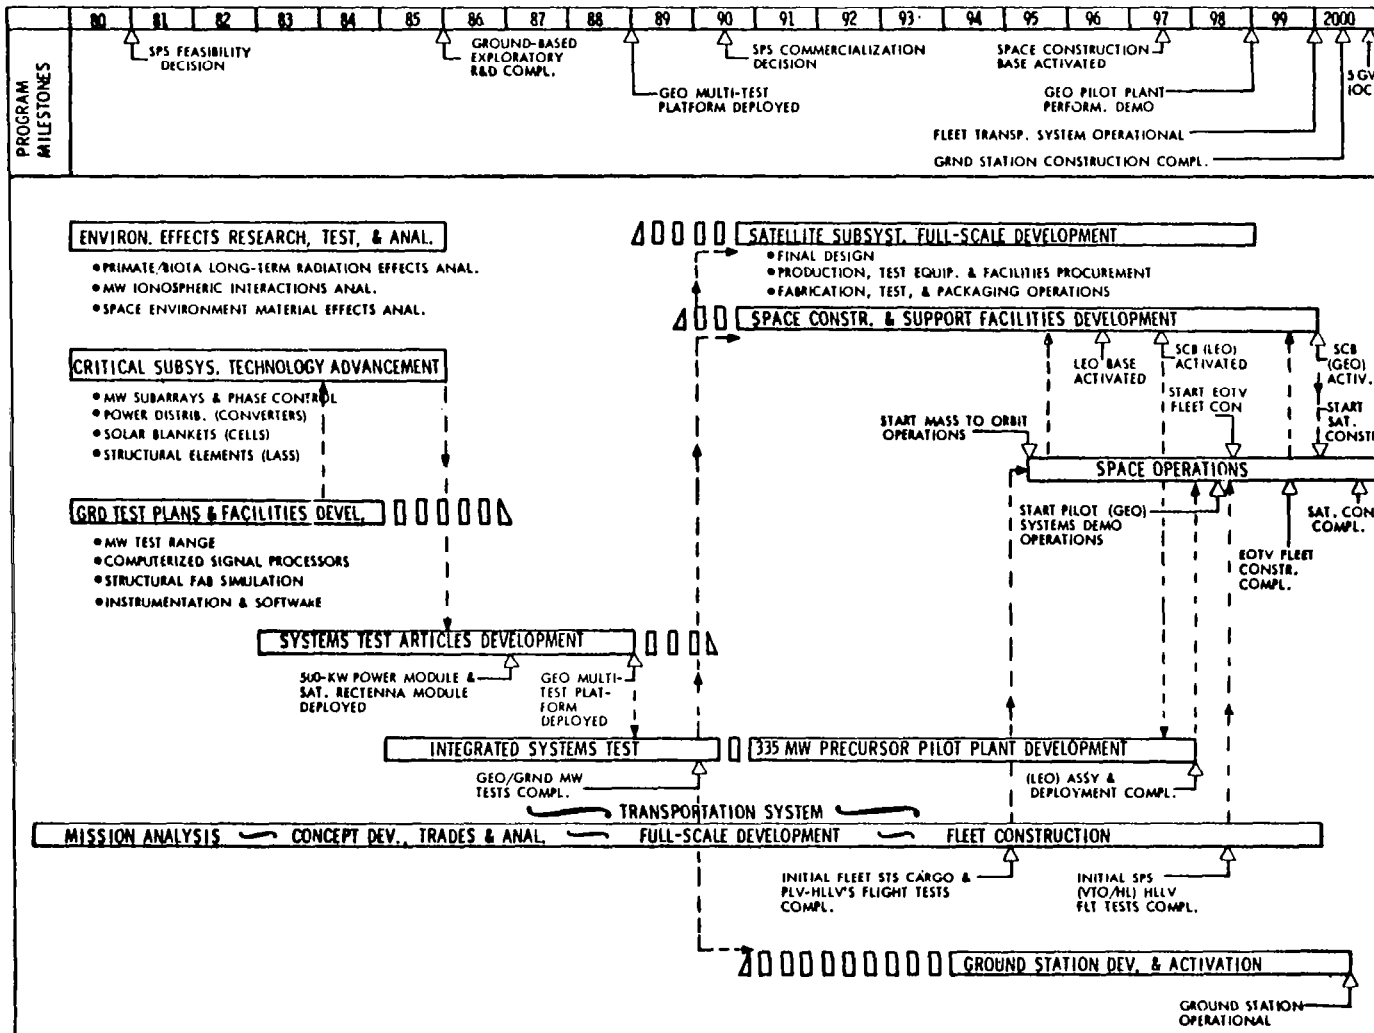 80 81 82 83 84 85 86 87 88 89 90 91 92 93 94 95 96 97 98 99 2000
PROGRAM
MILESTONES
SPS FEASIBILITY
DECISION
GROUND-BASED
EXPLORATORY
R&D COMPL.
GEO MULTI-TEST
PLATFORM DEPLOYED
SPS COMMERCIALIZATION
DECISION
SPACE CONSTRUCTION
BASE ACTIVATED
GEO PILOT PLANT
PERFORM. DEMO
5 GW
IOC
FLEET TRANSP. SYSTEM OPERATIONAL
GRND STATION CONSTRUCTION COMPL.
ENVIRON. EFFECTS RESEARCH, TEST, & ANAL.
•PRIMATE/BIOTA LONG-TERM RADIATION EFFECTS ANAL.
•MW IONOSPHERIC INTERACTIONS ANAL.
•SPACE ENVIRONMENT MATERIAL EFFECTS ANAL.
SATELLITE SUBSYST. FULL-SCALE DEVELOPMENT
•FINAL DESIGN
•PRODUCTION, TEST EQUIP. & FACILITIES PROCUREMENT
•FABRICATION, TEST, & PACKAGING OPERATIONS
SPACE CONSTR. & SUPPORT FACILITIES DEVELOPMENT
LEO BASE
ACTIVATED
SCB (LEO)
ACTIVATED
SCB
(GEO)
ACTIV.
CRITICAL SUBSYS. TECHNOLOGY ADVANCEMENT
•MW SUBARRAYS & PHASE CONTROL
•POWER DISTRIB. (CONVERTERS)
•SOLAR BLANKETS (CELLS)
•STRUCTURAL ELEMENTS (LASS)
START MASS TO ORBIT
OPERATIONS
START EOTV
FLEET CON
START
SAT.
CONSTR
SPACE OPERATIONS
GRD TEST PLANS & FACILITIES DEVEL.
•MW TEST RANGE
•COMPUTERIZED SIGNAL PROCESSORS
•STRUCTURAL FAB SIMULATION
•INSTRUMENTATION & SOFTWARE
START PILOT (GEO)
SYSTEMS DEMO
OPERATIONS
EOTV FLEET
CONSTR.
COMPL.
SAT. CON
COMPL.
SYSTEMS TEST ARTICLES DEVELOPMENT
500-KW POWER MODULE &
SAT. RECTENNA MODULE
DEPLOYED
GEO MULTI-
TEST PLAT-
FORM
DEPLOYED
INTEGRATED SYSTEMS TEST
GEO/GRND MW
TESTS COMPL.
335 MW PRECURSOR PILOT PLANT DEVELOPMENT
(LEO) ASSY &
DEPLOYMENT COMPL.
TRANSPORTATION SYSTEM
MISSION ANALYSIS CONCEPT DEV., TRADES & ANAL. FULL-SCALE DEVELOPMENT FLEET CONSTRUCTION
INITIAL FLEET STS CARGO &
PLV-HLLV'S FLIGHT TESTS
COMPL.
INITIAL SPS
(VTO/HL) HLLV
FLT TESTS COMPL.
GROUND STATION DEV. & ACTIVATION
GROUND STATION
OPERATIONAL